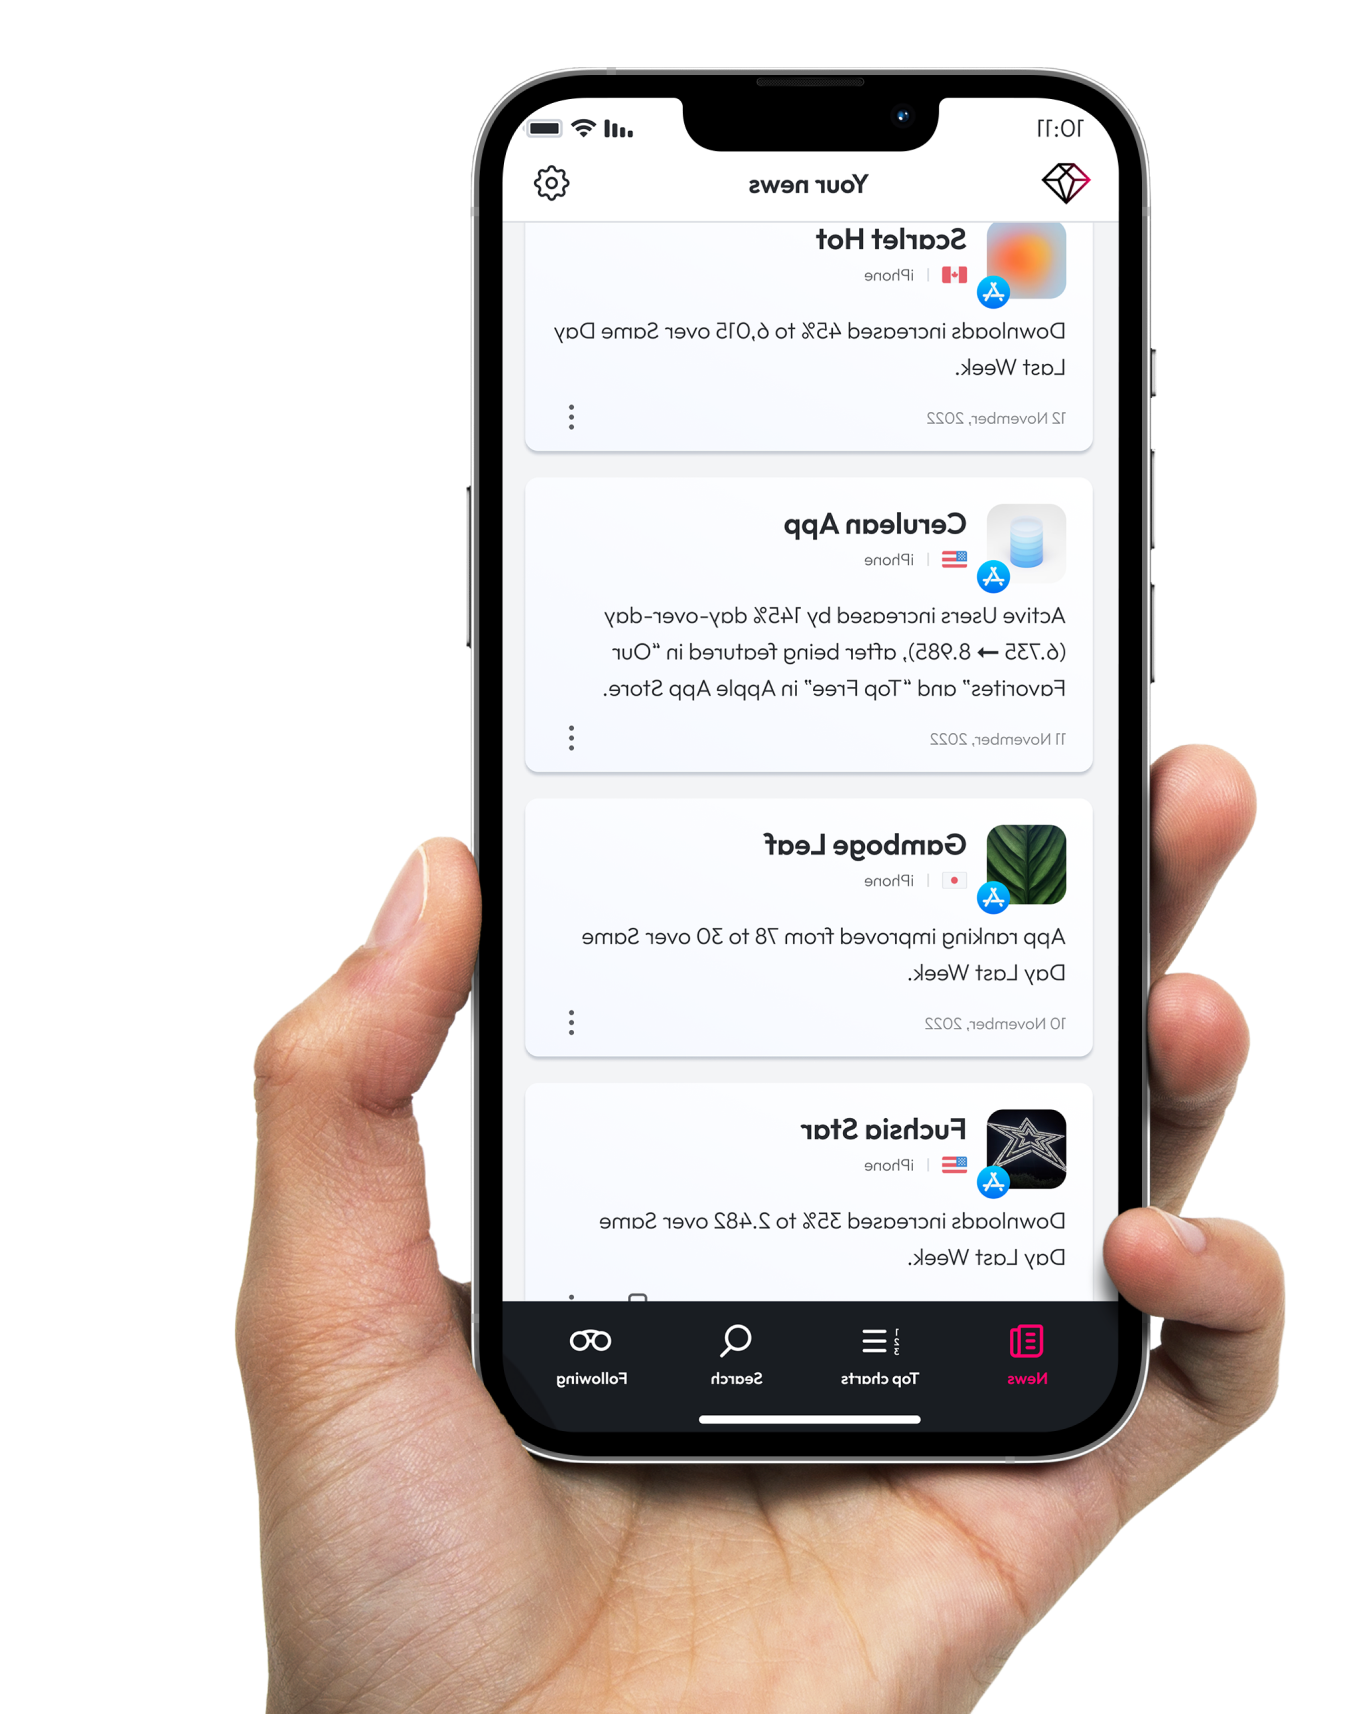 10:11
Your news
Scarlet Hot
iPhone
Downloads increased 45% to 6,015 over Same Day
Last Week.
12 November, 2022
Cerulean App
iPhone
Active Users increased by 145% day-over-day
(6.735 → 8.985), after being featured in “Our
Favorites” and “Top Free” in Apple App Store.
11 November, 2022
Gamboge Leaf
iPhone
App ranking improved from 78 to 30 over Same
Day Last Week.
10 November, 2022
Fuchsia Star
iPhone
Downloads increased 35% to 2.482 over Same
Day Last Week.
1
2
3
News
Top charts
Search
Following